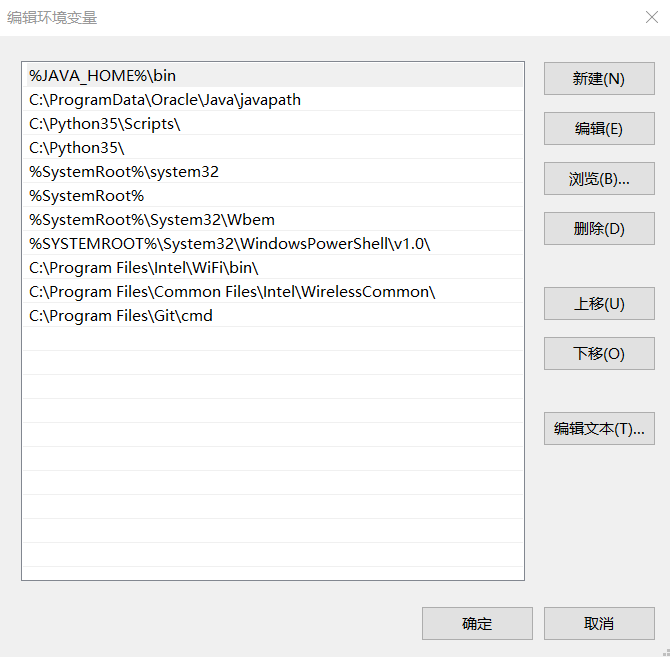 编辑环境变量
%JAVA_HOME%\bin
C:\ProgramData\Oracle\Java\javapath
C:\Python35\Scripts\
C:\Python35\
%SystemRoot%\system32
%SystemRoot%
%SystemRoot%\System32\Wbem
%SYSTEMROOT%\System32\WindowsPowerShell\v1.0\
C:\Program Files\Intel\WiFi\bin\
C:\Program Files\Common Files\Intel\WirelessCommon\
C:\Program Files\Git\cmd
新建(N)
编辑(E)
浏览(B)...
删除(D)
上移(U)
下移(O)
编辑文本(T)...
确定
取消